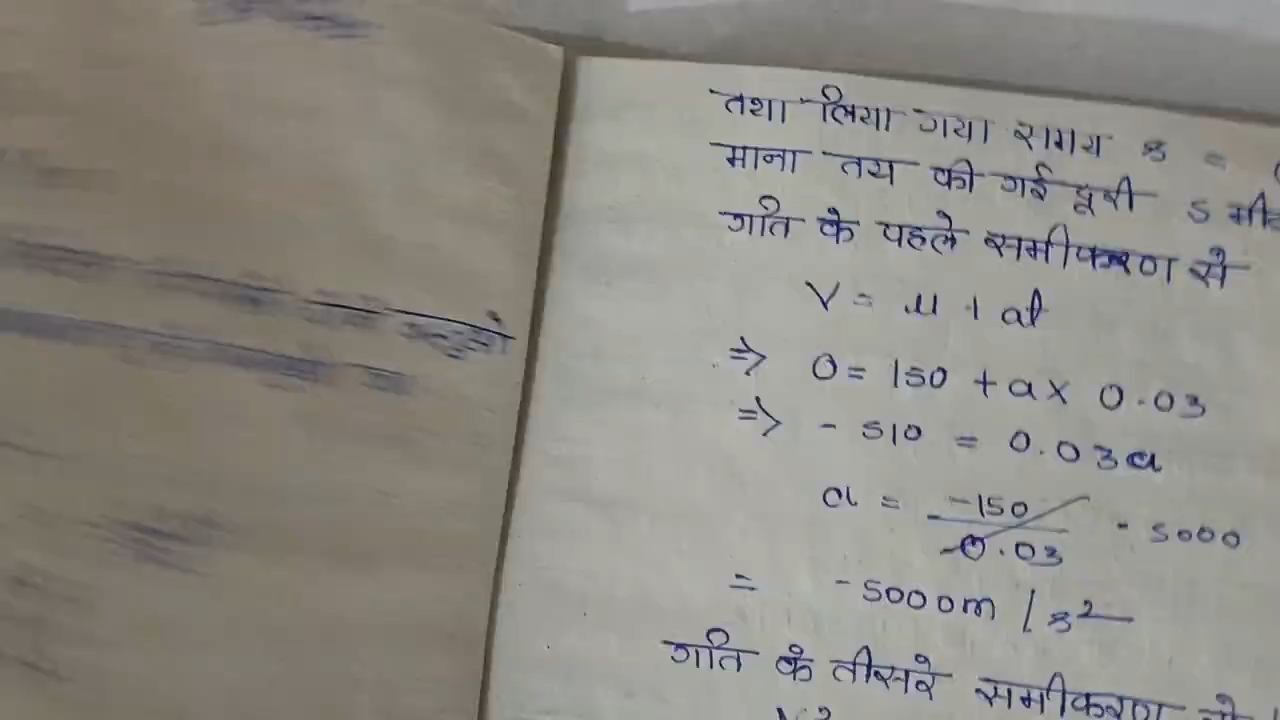 तथा लिया गया समय s =
माना तय की गई दूरी s
गति के पहले समीकरण से
v = u + at
⇒ 0 = 150 + a x 0.03
⇒ - 510 = 0.03a
a = -150 / -0.03 - 5000
= -5000m / s²
गति के तीसरे समीकरण से